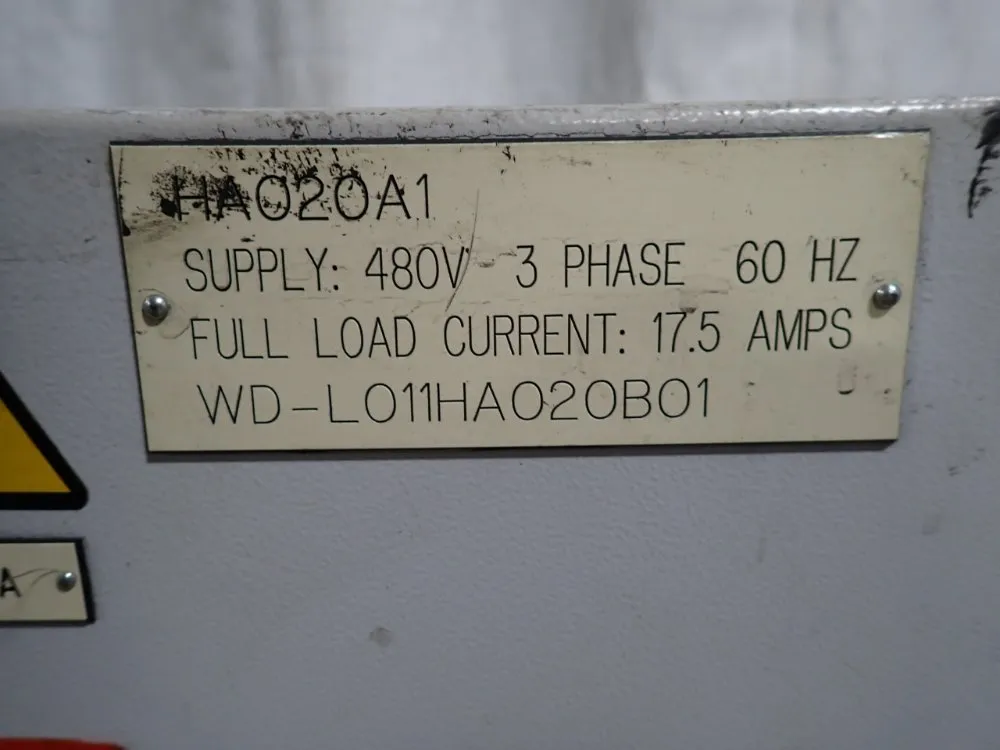 HA020A1
SUPPLY: 480V 3 PHASE 60 HZ
FULL LOAD CURRENT: 17.5 AMPS
WD-L011HA020B01
A